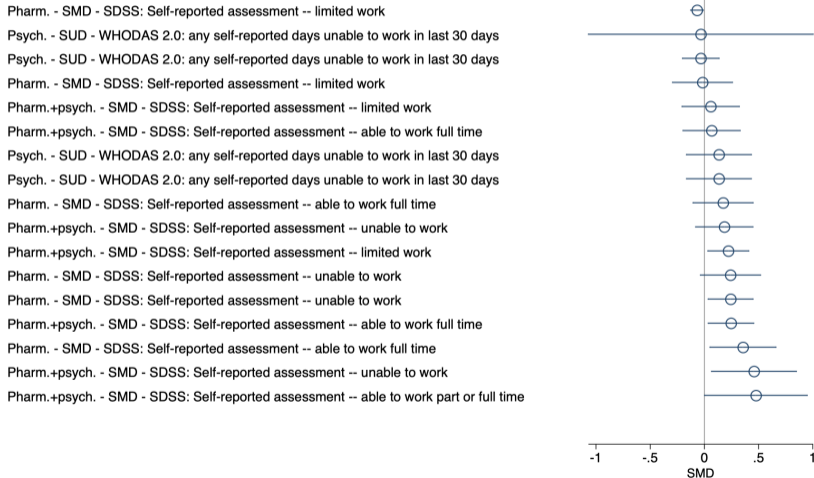 Pharm. - SMD - SDSS: Self-reported assessment -- limited work
Psych. - SUD - WHODAS 2.0: any self-reported days unable to work in last 30 days
Psych. - SUD - WHODAS 2.0: any self-reported days unable to work in last 30 days
Pharm. - SMD - SDSS: Self-reported assessment -- limited work
Pharm.+psych. - SMD - SDSS: Self-reported assessment -- limited work
Pharm.+psych. - SMD - SDSS: Self-reported assessment -- able to work full time
Psych. - SUD - WHODAS 2.0: any self-reported days unable to work in last 30 days
Psych. - SUD - WHODAS 2.0: any self-reported days unable to work in last 30 days
Pharm. - SMD - SDSS: Self-reported assessment -- able to work full time
Pharm.+psych. - SMD - SDSS: Self-reported assessment -- unable to work
Pharm.+psych. - SMD - SDSS: Self-reported assessment -- limited work
Pharm. - SMD - SDSS: Self-reported assessment -- unable to work
Pharm. - SMD - SDSS: Self-reported assessment -- unable to work
Pharm.+psych. - SMD - SDSS: Self-reported assessment -- able to work full time
Pharm. - SMD - SDSS: Self-reported assessment -- able to work full time
Pharm.+psych. - SMD - SDSS: Self-reported assessment -- unable to work
Pharm.+psych. - SMD - SDSS: Self-reported assessment -- able to work part or full time
-1 -.5 0 .5 1
SMD